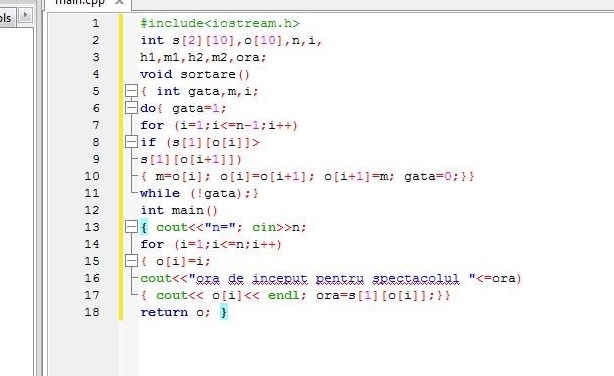 main.cpp
ols
1 #include<iostream.h>
2 int s[2][10],o[10],n,i,
3 h1,m1,h2,m2,ora;
4 void sortare()
5 { int gata,m,i;
6 do{ gata=1;
7 for (i=1;i<=n-1;i++)
8 if (s[1][o[i]]>
9 s[1][o[i+1]])
10 { m=o[i]; o[i]=o[i+1]; o[i+1]=m; gata=0;}}
11 while (!gata);}
12 int main()
13 { cout<<"n="; cin>>n;
14 for (i=1;i<=n;i++)
15 { o[i]=i;
16 cout<<"ora de inceput pentru spectacolul "<=ora)
17 { cout<< o[i]<< endl; ora=s[1][o[i]];}}
18 return o; }